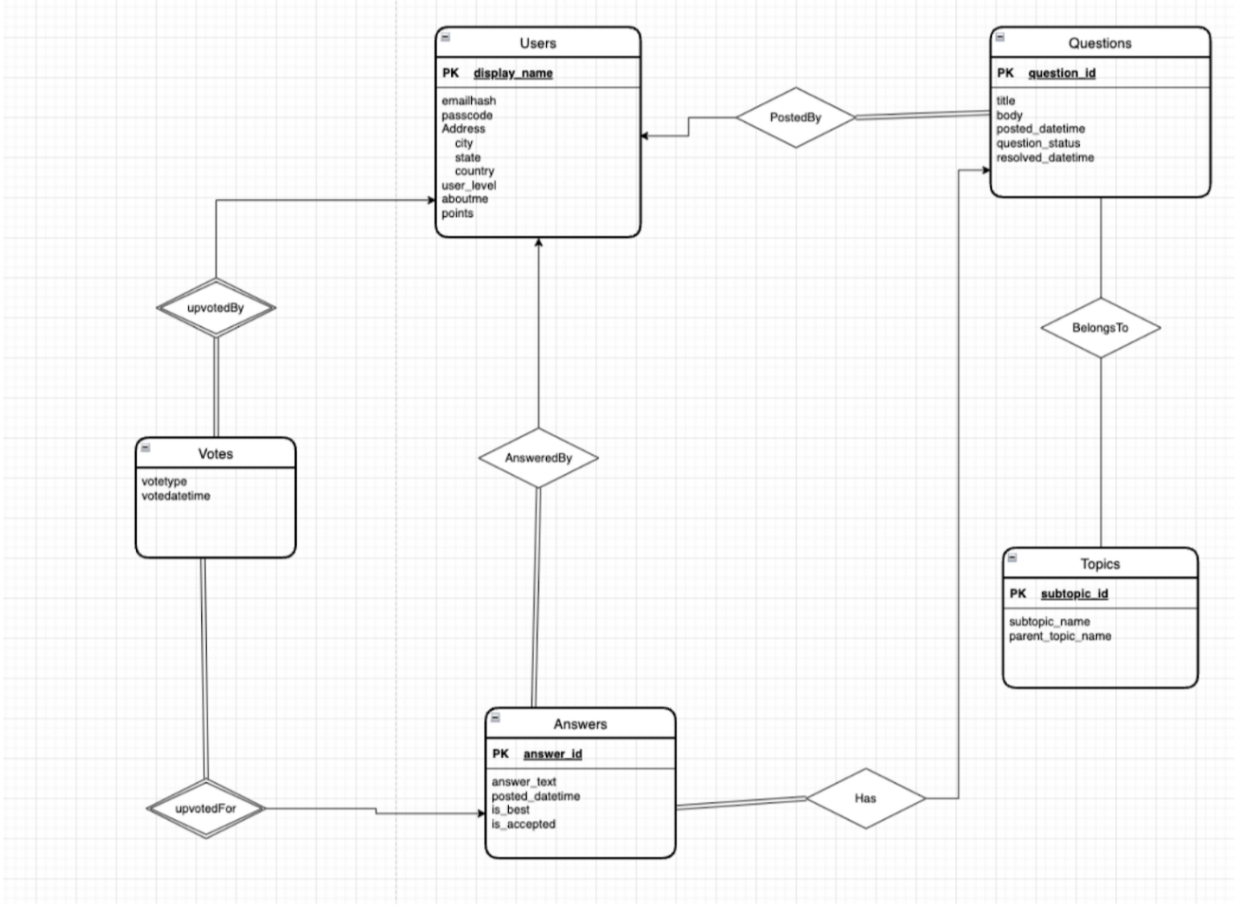 Users
PK display_name
emailhash
passcode
Address
city
state
country
user_level
aboutme
points
PostedBy
Questions
PK question_id
title
body
posted_datetime
question_status
resolved_datetime
upvotedBy
BelongsTo
Votes
votetype
votedatetime
AnsweredBy
Topics
PK subtopic_id
subtopic_name
parent_topic_name
Answers
PK answer_id
answer_text
posted_datetime
is_best
is_accepted
upvotedFor
Has